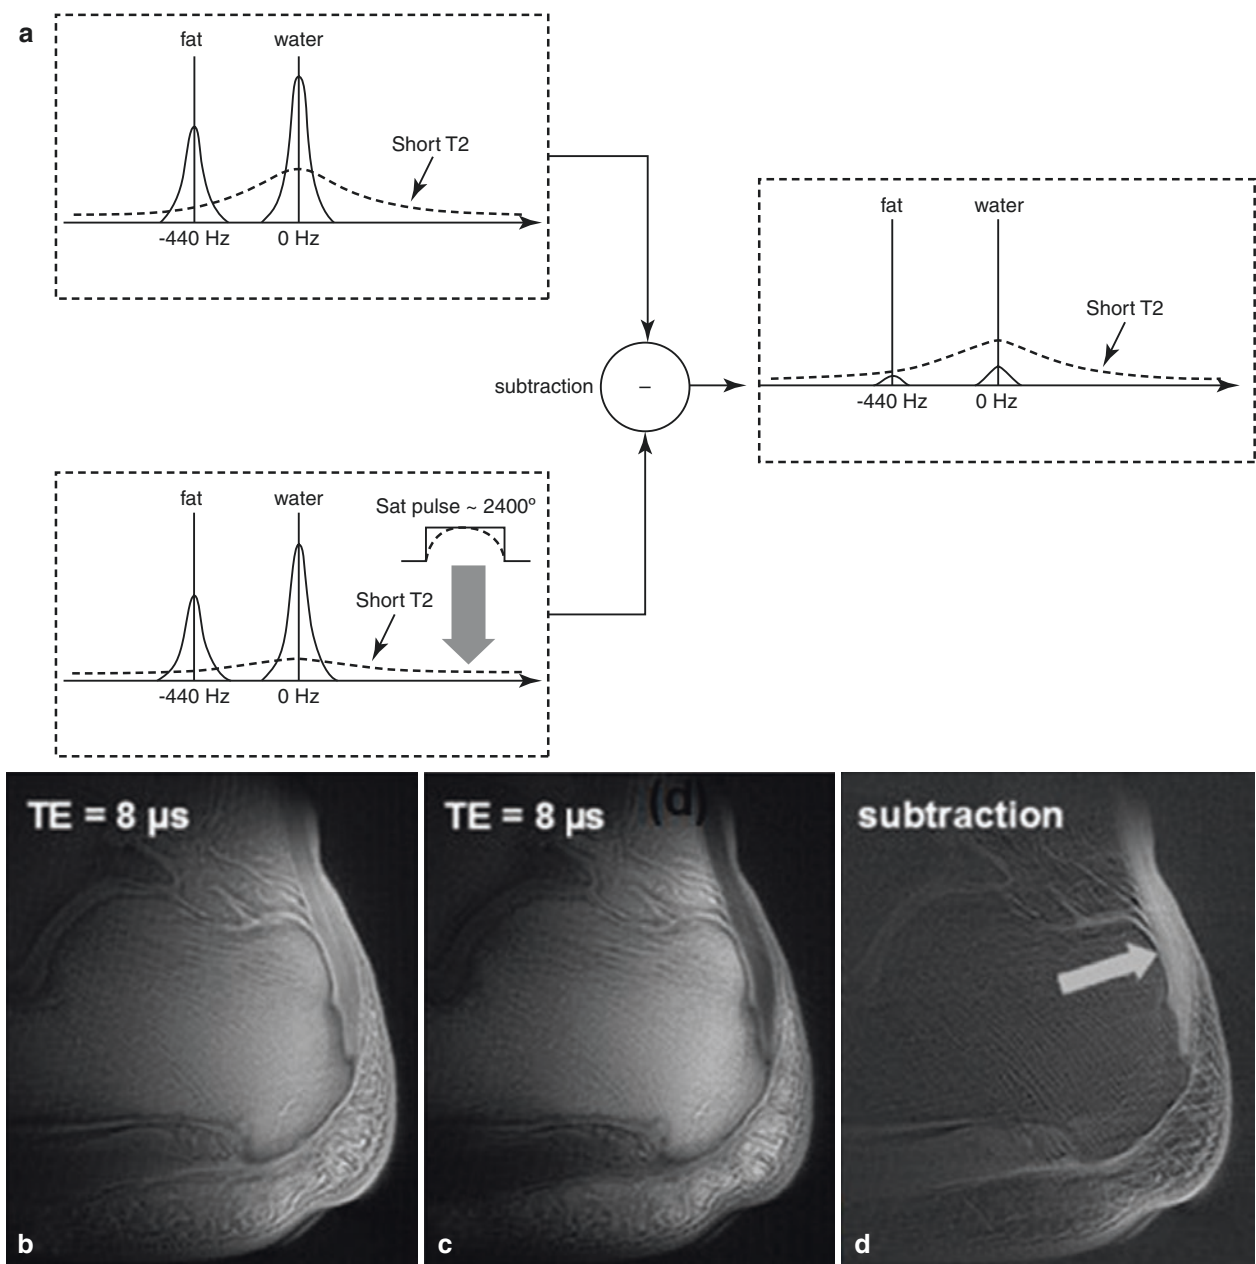 a
fat water
Short T2
-440 Hz 0 Hz
fat water
Short T2
-440 Hz 0 Hz
subtraction −
fat water
Sat pulse ~ 2400º
Short T2
-440 Hz 0 Hz
TE = 8 µs
b
TE = 8 µs
(d)
c
subtraction
d